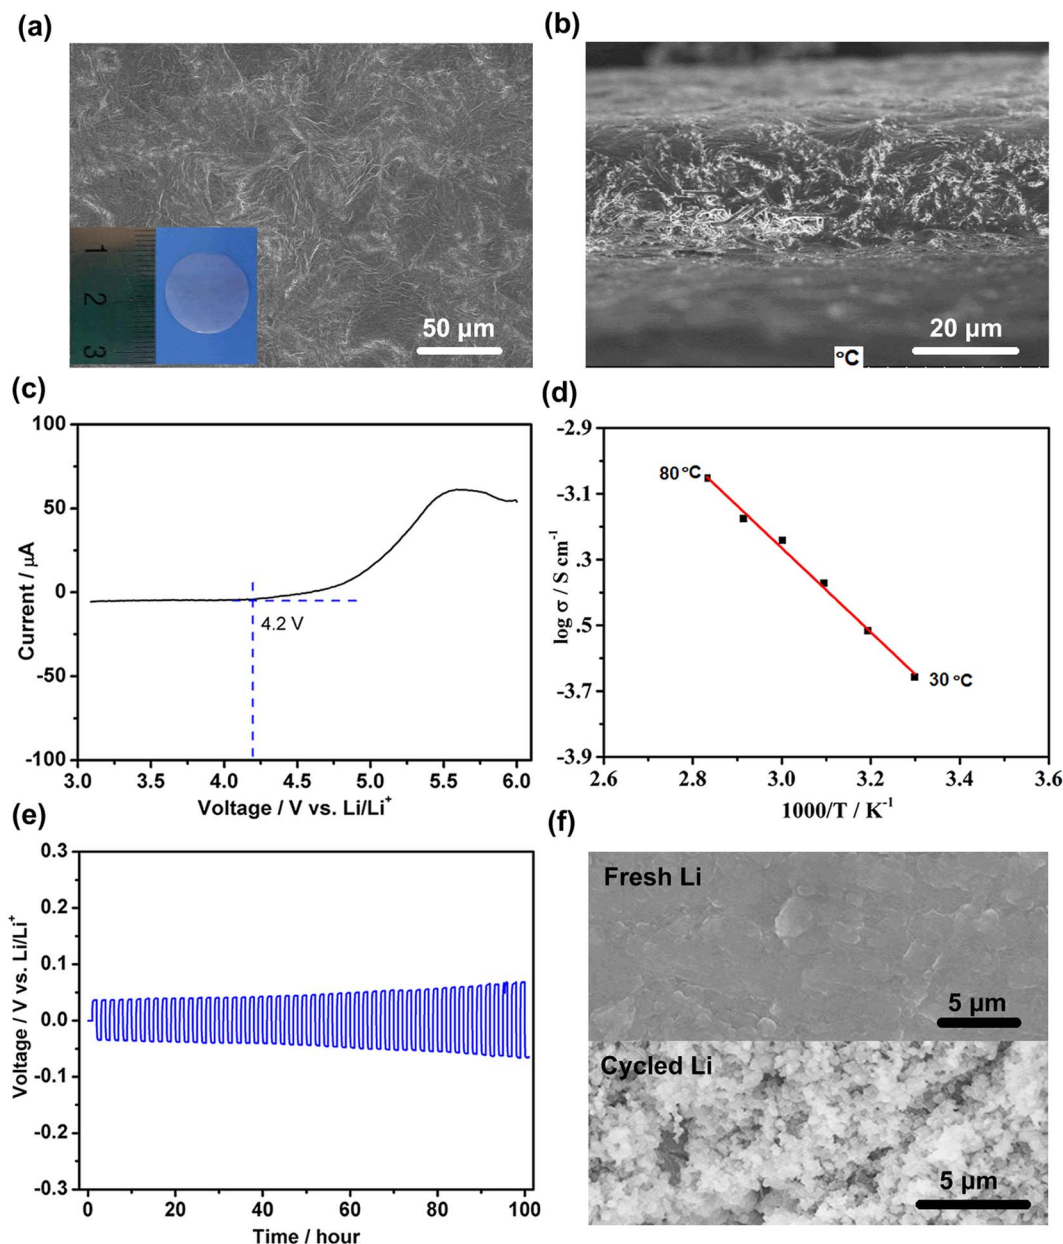 (a)
1
2
3
50 μm
(b)
20 μm
°C
(c)
100
50
0
-50
-100
Current / μA
4.2 V
3.0 3.5 4.0 4.5 5.0 5.5 6.0
Voltage / V vs. Li/Li⁺
(d)
-2.9
-3.1
.3
.5
-3.7
-3.9
log σ / S cm⁻¹
80 °C
30 °C
2.6 2.8 3.0 3.2 3.4 3.6
1000/T / K⁻¹
(e)
0.3
0.2
0.1
0.0
-0.1
-0.2
-0.3
Voltage / V vs. Li/Li⁺
0 20 40 60 80 100
Time / hour
(f)
Fresh Li
5 μm
Cycled Li
5 μm